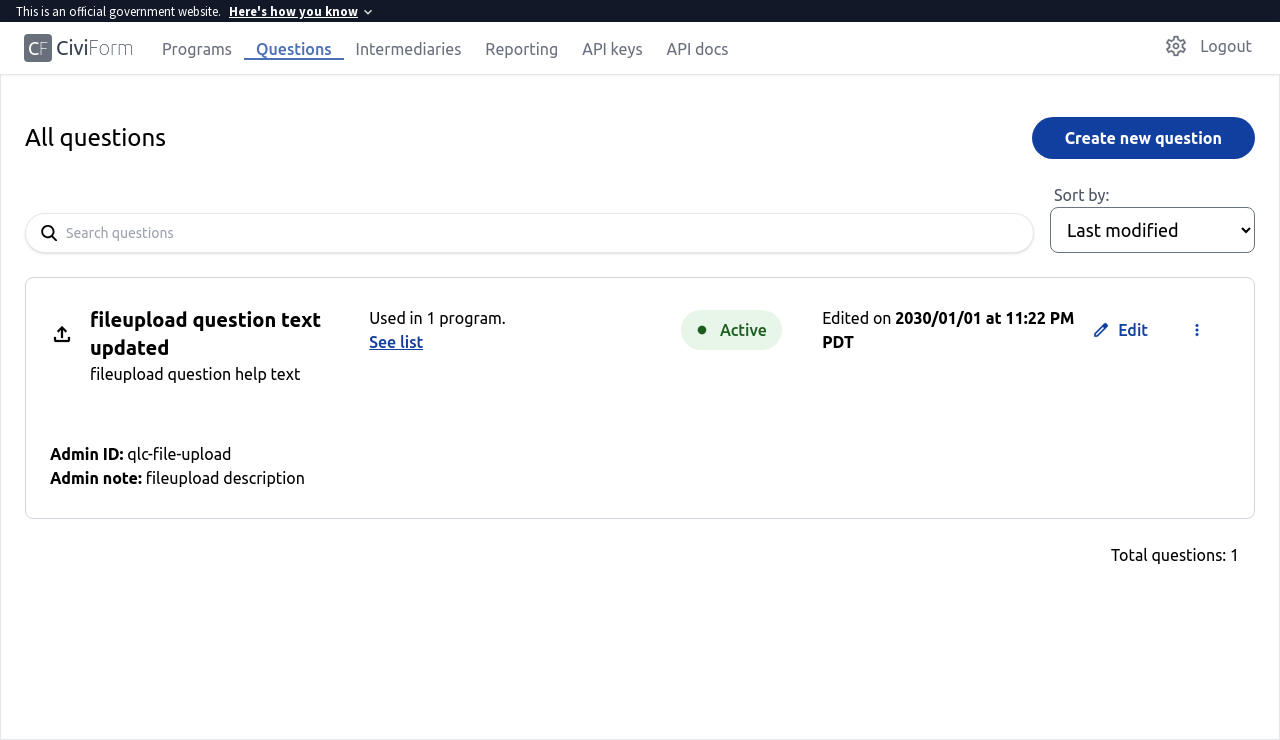 This is an official government website. Here's how you know
CF CiviForm Programs Questions Intermediaries Reporting API keys API docs Logout
All questions
Create new question
Sort by:
Search questions
Last modified
fileupload question text
updated
fileupload question help text
Used in 1 program.
See list
Active
Edited on 2030/01/01 at 11:22 PM
PDT
Edit
Admin ID: qlc-file-upload
Admin note: fileupload description
Total questions: 1